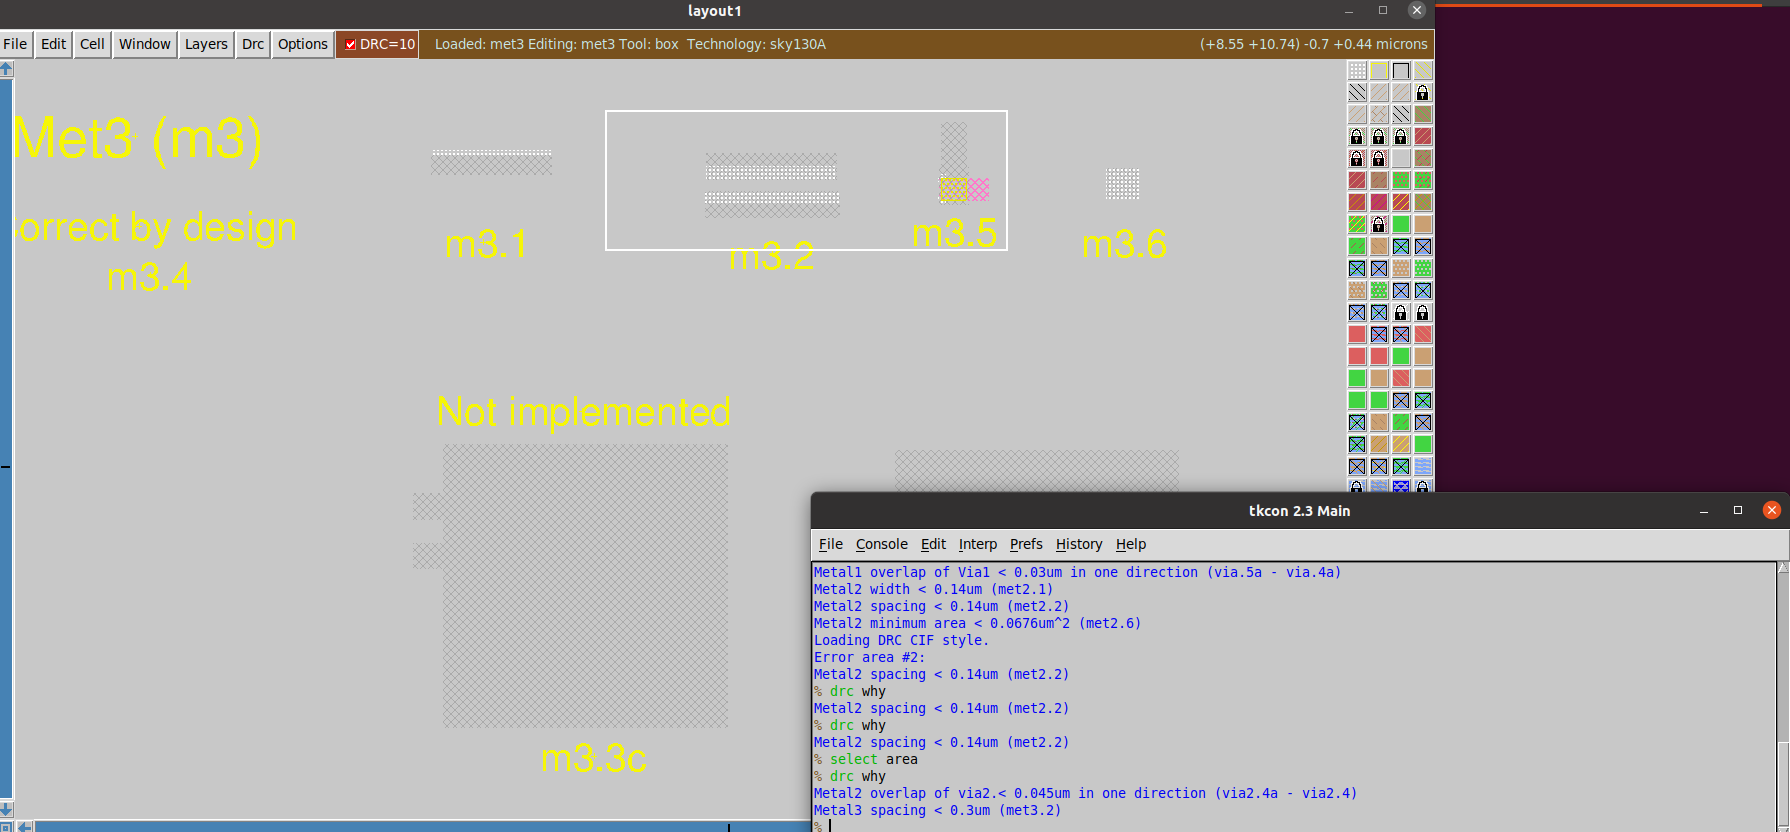 layout1
File Edit Cell Window Layers Drc Options DRC=10 Loaded: met3 Editing: met3 Tool: box Technology: sky130A (+8.55 +10.74) -0.7 +0.44 microns
Met3 (m3)
orrect by design
m3.4
m3.1
m3.2
m3.5
m3.6
Not implemented
m3.3c
tkcon 2.3 Main
File Console Edit Interp Prefs History Help
Metal1 overlap of Via1 < 0.03um in one direction (via.5a - via.4a)
Metal2 width < 0.14um (met2.1)
Metal2 spacing < 0.14um (met2.2)
Metal2 minimum area < 0.0676um^2 (met2.6)
Loading DRC CIF style.
Error area #2:
Metal2 spacing < 0.14um (met2.2)
% drc why
Metal2 spacing < 0.14um (met2.2)
% drc why
Metal2 spacing < 0.14um (met2.2)
% select area
% drc why
Metal2 overlap of via2.< 0.045um in one direction (via2.4a - via2.4)
Metal3 spacing < 0.3um (met3.2)
%